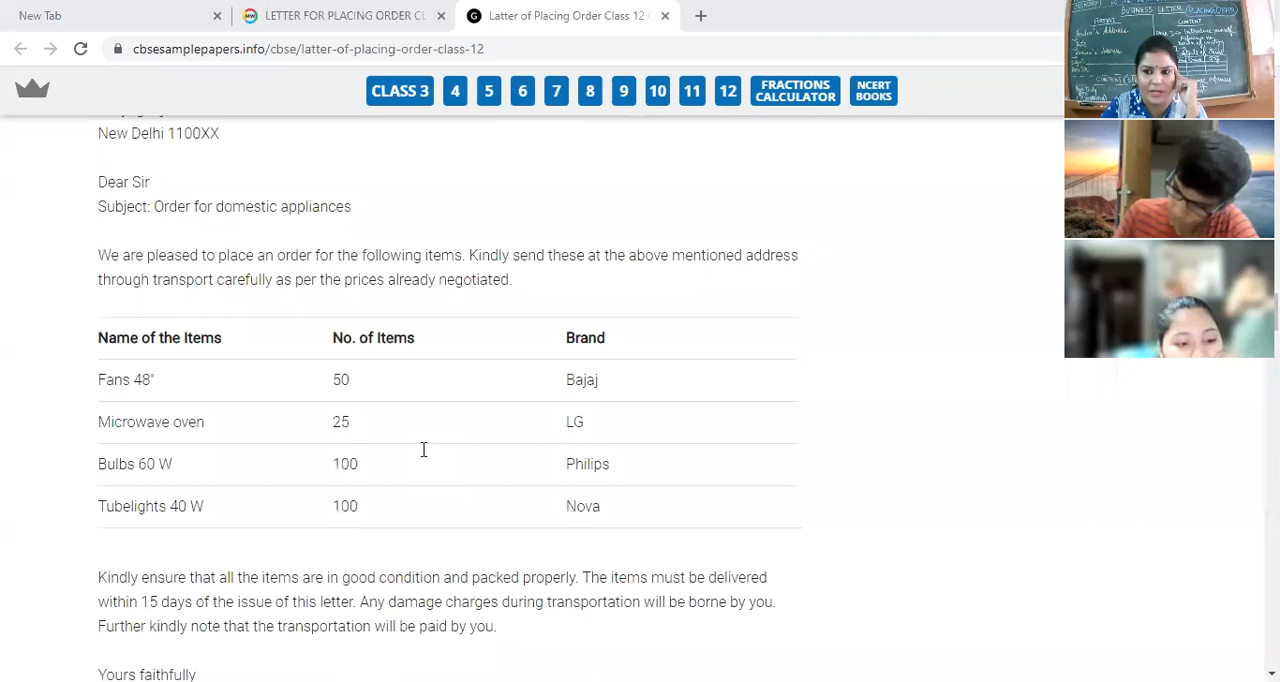 New Tab
LETTER FOR PLACING ORDER CL
Latter of Placing Order Class 12
cbsesamplepapers.info/cbse/latter-of-placing-order-class-12
CLASS 3 4 5 6 7 8 9 10 11 12 FRACTIONS CALCULATOR NCERT BOOKS
New Delhi 1100XX
Dear Sir
Subject: Order for domestic appliances
We are pleased to place an order for the following items. Kindly send these at the above mentioned address
through transport carefully as per the prices already negotiated.
Name of the Items No. of Items Brand
Fans 48" 50 Bajaj
Microwave oven 25 LG
Bulbs 60 W 100 Philips
Tubelights 40 W 100 Nova
Kindly ensure that all the items are in good condition and packed properly. The items must be delivered
within 15 days of the issue of this letter. Any damage charges during transportation will be borne by you.
Further kindly note that the transportation will be paid by you.
Yours faithfully
BUSINESS LETTER
FORMAT
CONTENT